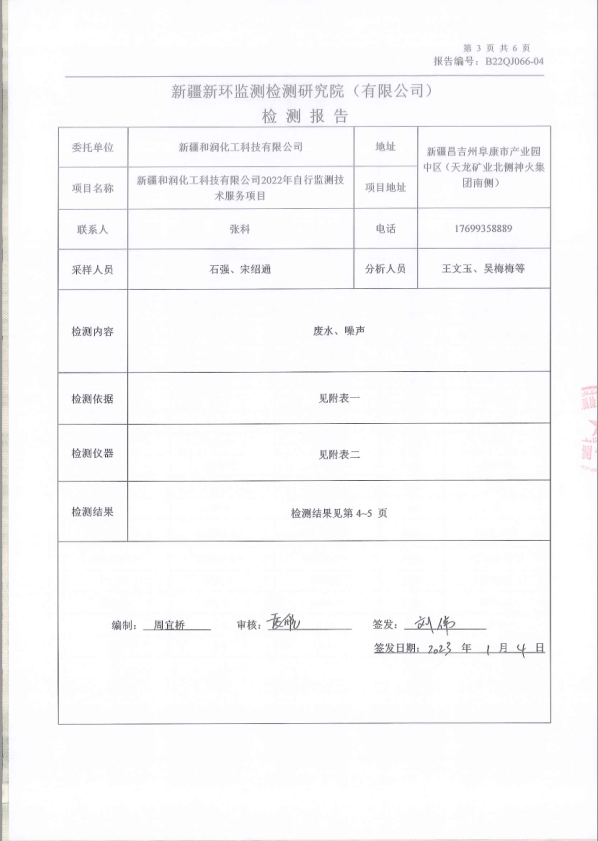 第 3 页 共 6 页
报告编号：B22QJ066-04
新疆新环监测检测研究院（有限公司）
检 测 报 告
委托单位 新疆和润化工科技有限公司 地址 新疆昌吉州阜康市产业园
中区（天龙矿业北侧神火集
团南侧）
项目名称 新疆和润化工科技有限公司2022年自行监测技
术服务项目 项目地址
联系人 张科 电话 17699358889
采样人员 石强、宋绍通 分析人员 王文玉、吴梅梅等
检测内容 废水、噪声
检测依据 见附表一
检测仪器 见附表二
检测结果 检测结果见第 4~5 页
编制： 周宜桥 审核： 签发： 刘伟
签发日期：2023 年 1 月 4 日